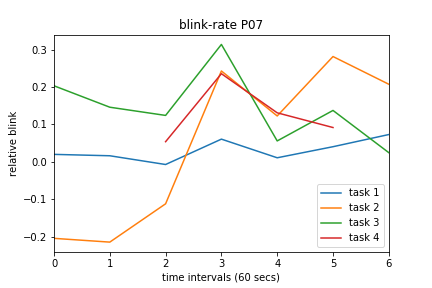 blink-rate P07
relative blink
0.3
0.2
0.1
0.0
−0.1
−0.2
0 1 2 3 4 5 6
time intervals (60 secs)
task 1
task 2
task 3
task 4